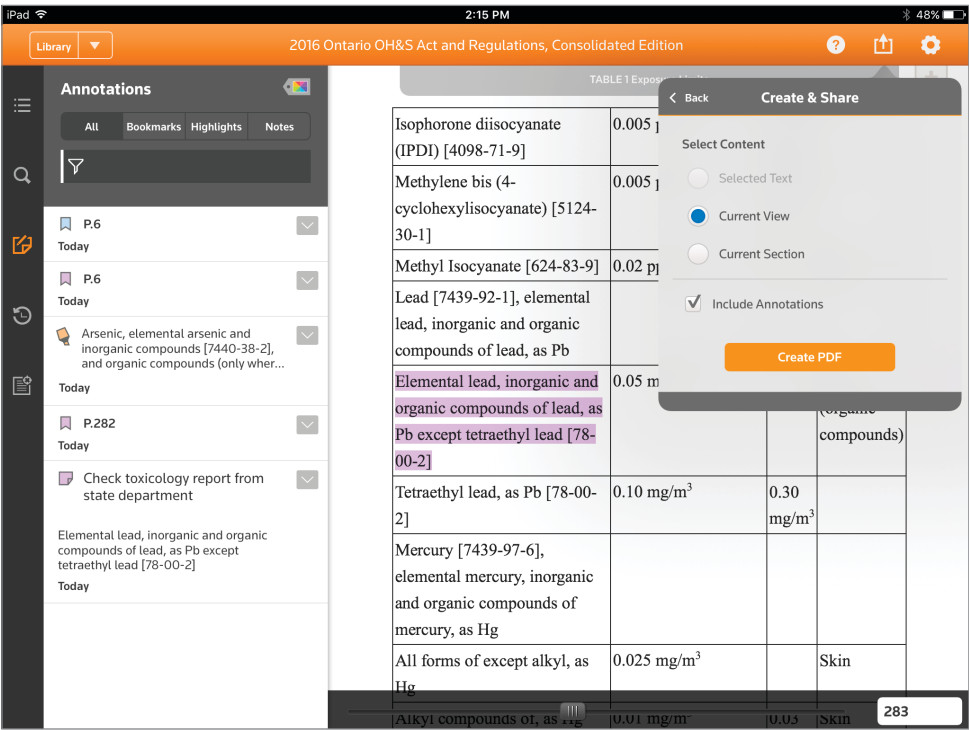 iPad
2:15 PM
48%
Library
2016 Ontario OH&S Act and Regulations, Consolidated Edition
?
Annotations
All
Bookmarks
Highlights
Notes
P.6
Today
P.6
Today
Arsenic, elemental arsenic and
inorganic compounds [7440-38-2],
and organic compounds (only wher...
Today
P.282
Today
Check toxicology report from
state department
Elemental lead, inorganic and organic
compounds of lead, as Pb except
tetraethyl lead [78-00-2]
Today
TABLE 1
Isophorone diisocyanate
(IPDI) [4098-71-9]
0.005
Methylene bis (4-
cyclohexylisocyanate) [5124-
30-1]
0.005
Methyl Isocyanate [624-83-9]
0.02
Lead [7439-92-1], elemental
lead, inorganic and organic
compounds of lead, as Pb
Elemental lead, inorganic and
organic compounds of lead, as
Pb except tetraethyl lead [78-
00-2]
0.05
(organic
compounds)
Tetraethyl lead, as Pb [78-00-
2]
0.10 mg/m³
0.30
mg/m³
Mercury [7439-97-6],
elemental mercury, inorganic
and organic compounds of
mercury, as Hg
All forms of except alkyl, as
Hg
0.025 mg/m³
Skin
Alkyl compounds of, as Hg
0.01 mg/m³
0.03
Skin
Back
Create & Share
Select Content
Selected Text
Current View
Current Section
Include Annotations
Create PDF
283